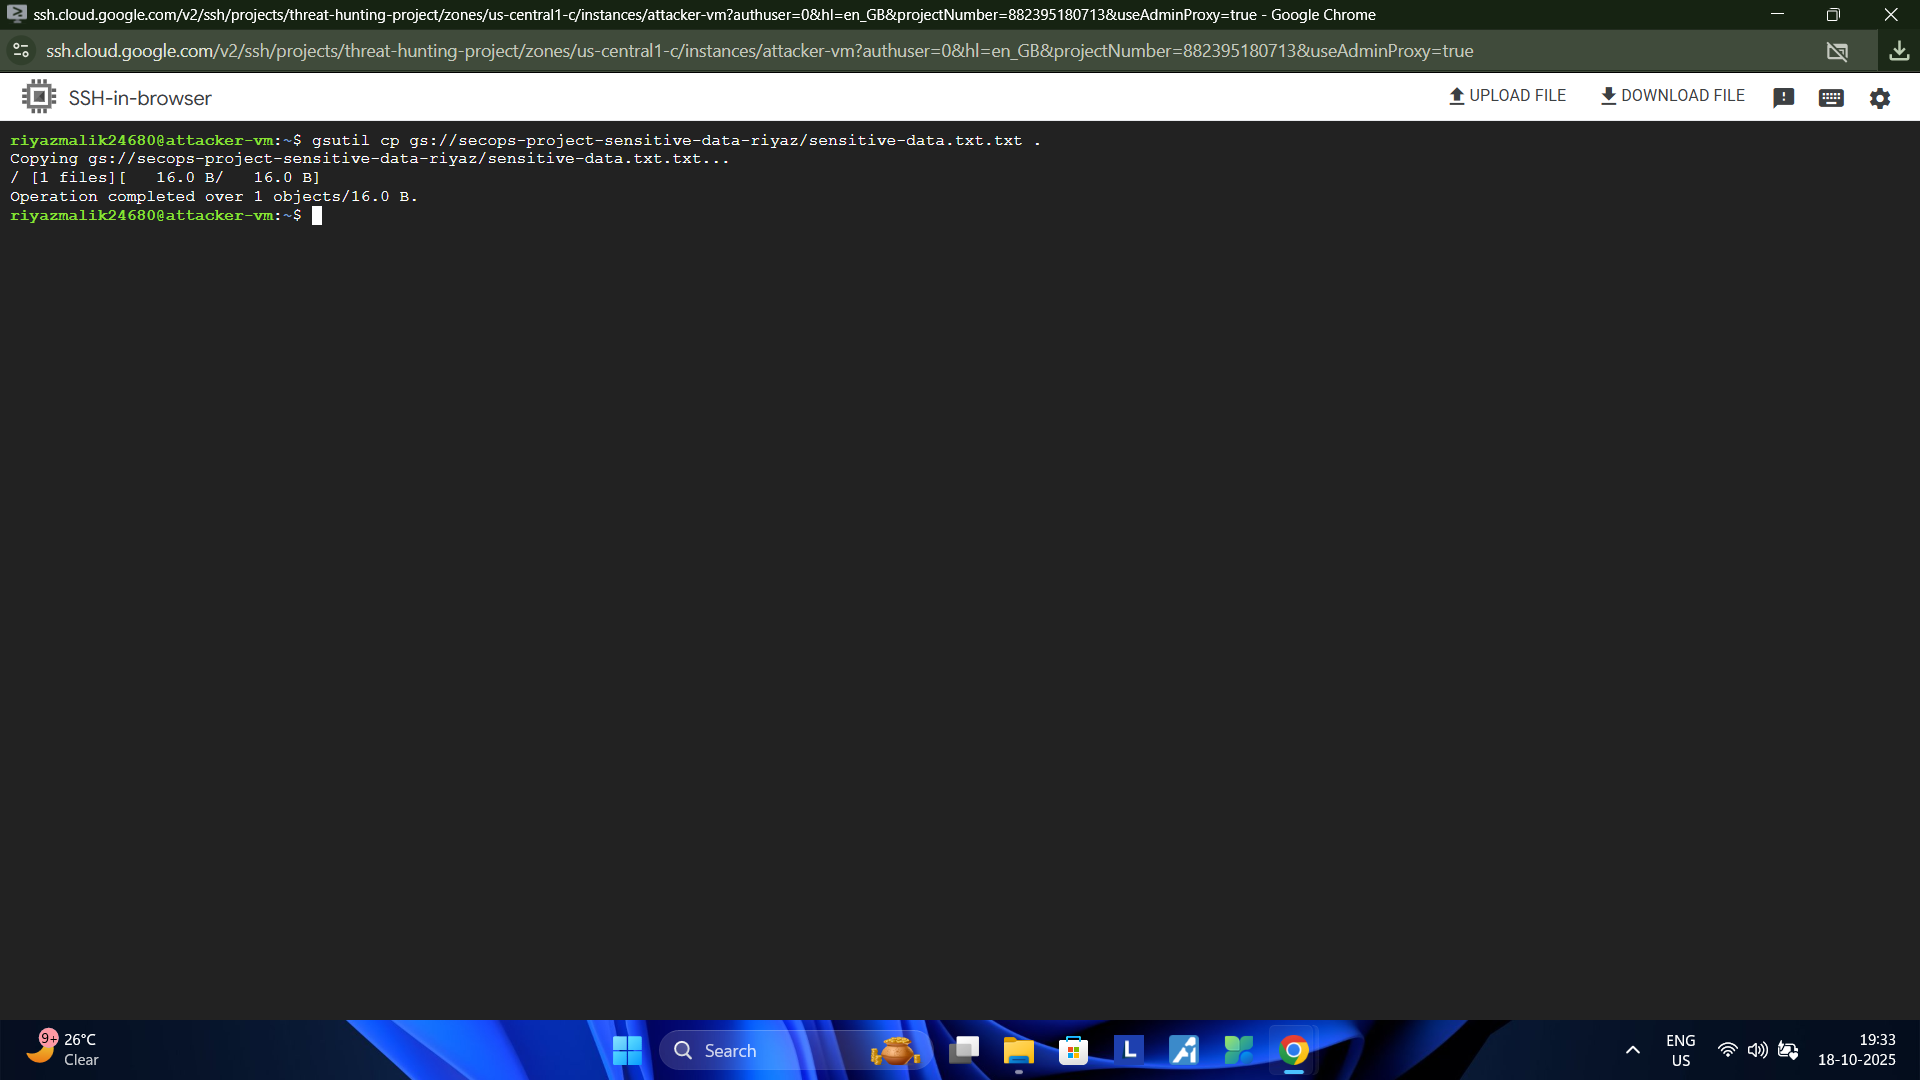 ssh.cloud.google.com/v2/ssh/projects/threat-hunting-project/zones/us-central1-c/instances/attacker-vm?authuser=0&hl=en_GB&projectNumber=882395180713&useAdminProxy=true - Google Chrome
ssh.cloud.google.com/v2/ssh/projects/threat-hunting-project/zones/us-central1-c/instances/attacker-vm?authuser=0&hl=en_GB&projectNumber=882395180713&useAdminProxy=true
SSH-in-browser
UPLOAD FILE
DOWNLOAD FILE
riyazmalik24680@attacker-vm:~$ gsutil cp gs://secops-project-sensitive-data-riyaz/sensitive-data.txt.txt .
Copying gs://secops-project-sensitive-data-riyaz/sensitive-data.txt.txt...
/ [1 files][   16.0 B/   16.0 B]
Operation completed over 1 objects/16.0 B.
riyazmalik24680@attacker-vm:~$
9+
26°C
Clear
Search
L
ENG
US
19:33
18-10-2025